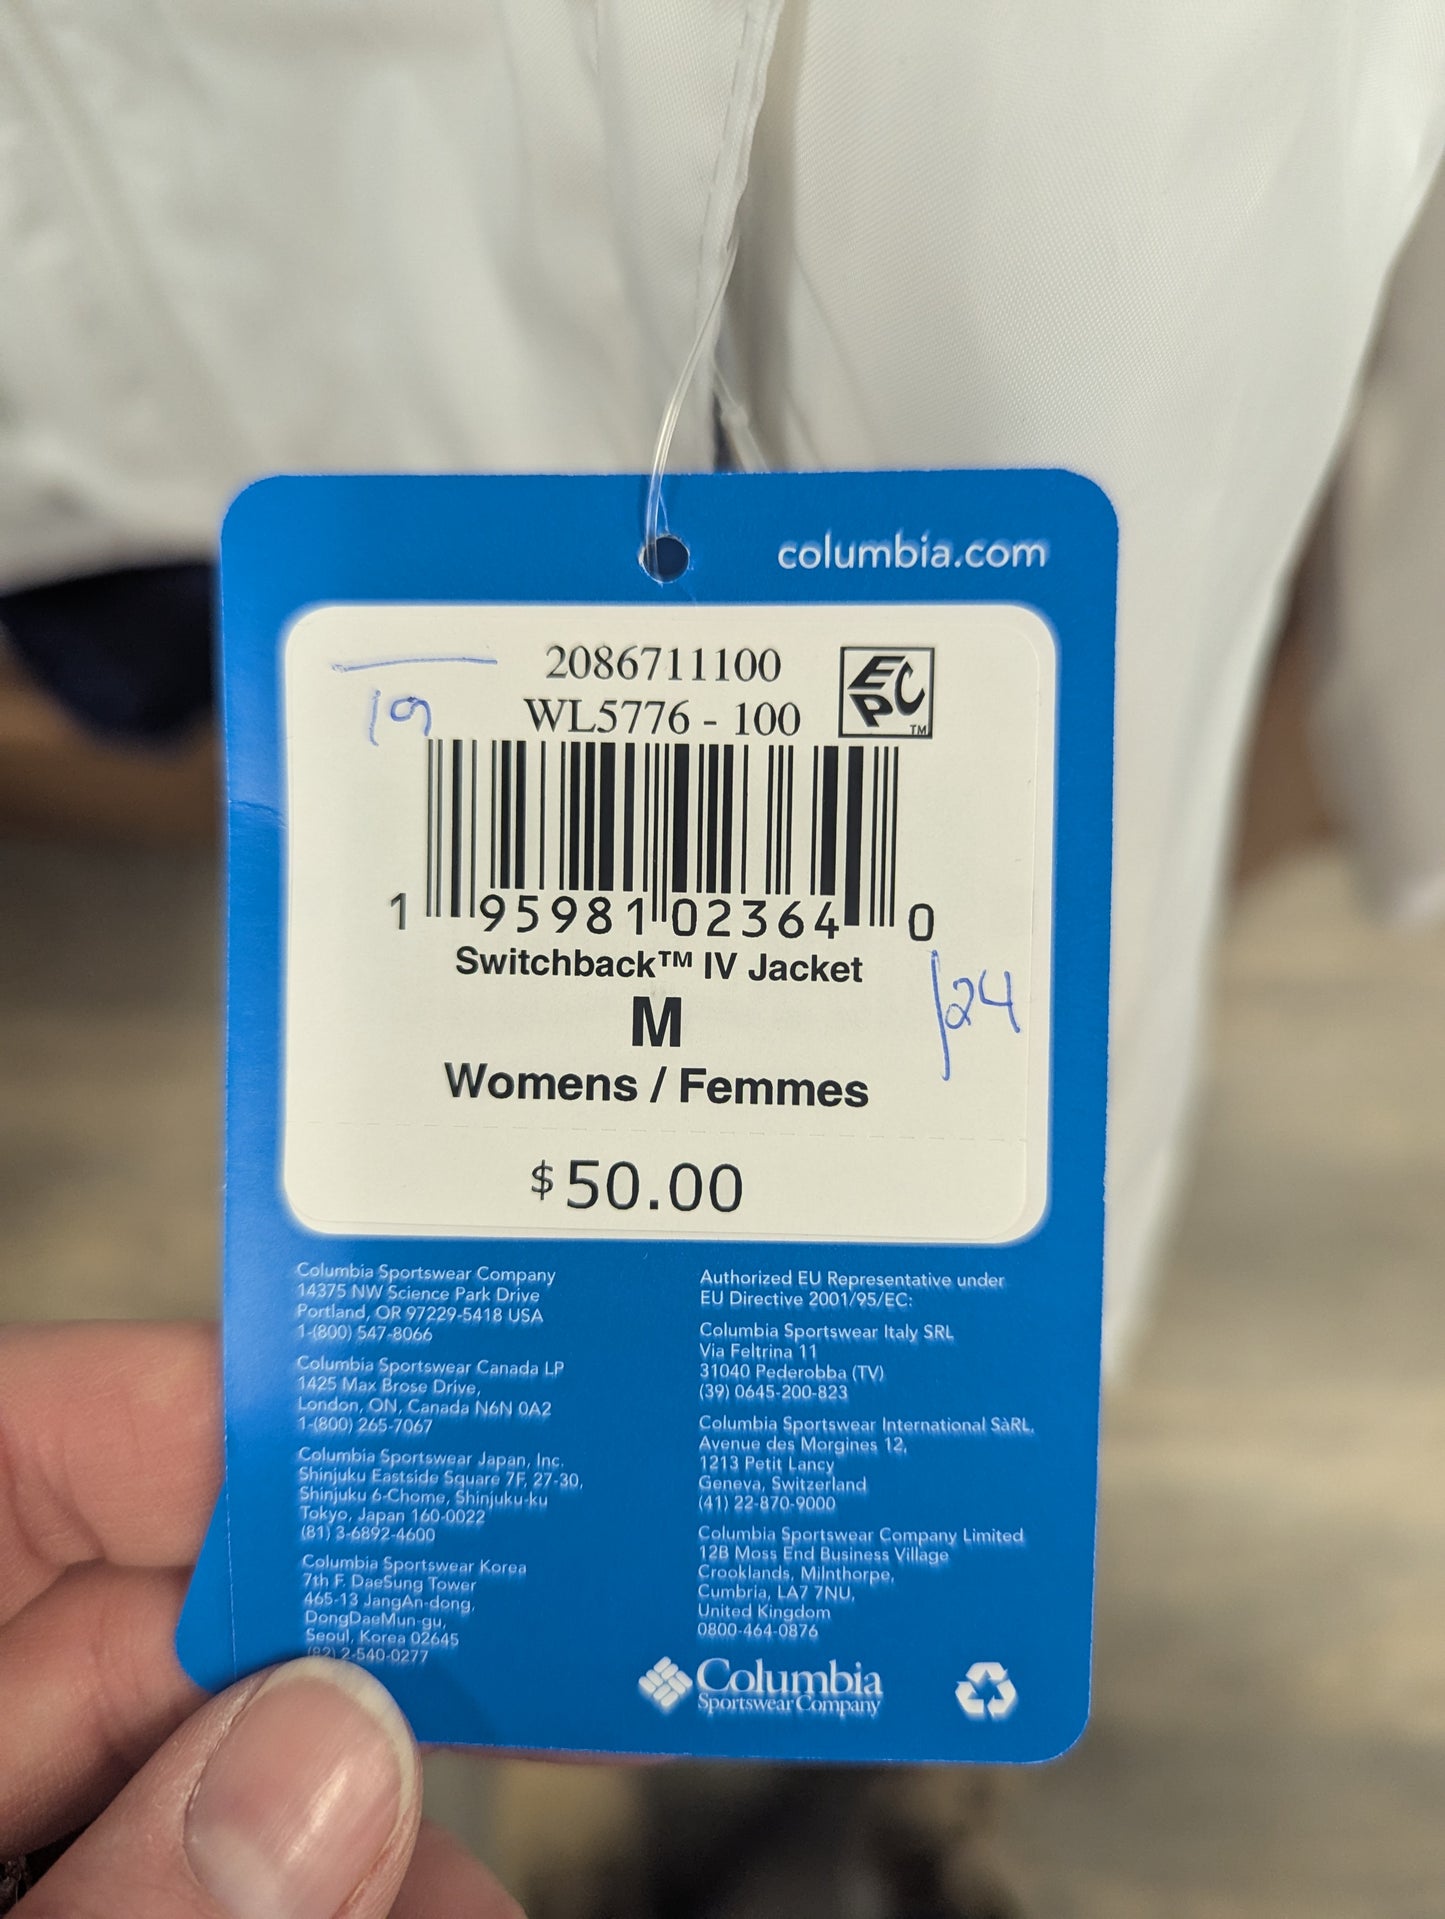 columbia.com
2086711100
WL5776 - 100
EPC™
19
1 95981 02364 0
Switchback™ IV Jacket
/24
M
Womens / Femmes
$50.00
Columbia Sportswear Company
14375 NW Science Park Drive
Portland, OR 97229-5418 USA
1-(800) 547-8066
Columbia Sportswear Canada LP
1425 Max Brose Drive,
London, ON, Canada N6N 0A2
1-(800) 265-7067
Columbia Sportswear Japan, Inc.
Shinjuku Eastside Square 7F, 27-30,
Shinjuku 6-Chome, Shinjuku-ku
Tokyo, Japan 160-0022
(81) 3-6892-4600
Columbia Sportswear Korea
7th F. DaeSung Tower
465-13 JangAn-dong,
DongDaeMun-gu,
Seoul, Korea 02645
(82) 2-540-0277
Authorized EU Representative under
EU Directive 2001/95/EC:
Columbia Sportswear Italy SRL
Via Feltrina 11
31040 Pederobba (TV)
(39) 0645-200-823
Columbia Sportswear International SàRL,
Avenue des Morgines 12,
1213 Petit Lancy
Geneva, Switzerland
(41) 22-870-9000
Columbia Sportswear Company Limited
12B Moss End Business Village
Crooklands, Milnthorpe,
Cumbria, LA7 7NU,
United Kingdom
0800-464-0876
Columbia
Sportswear Company